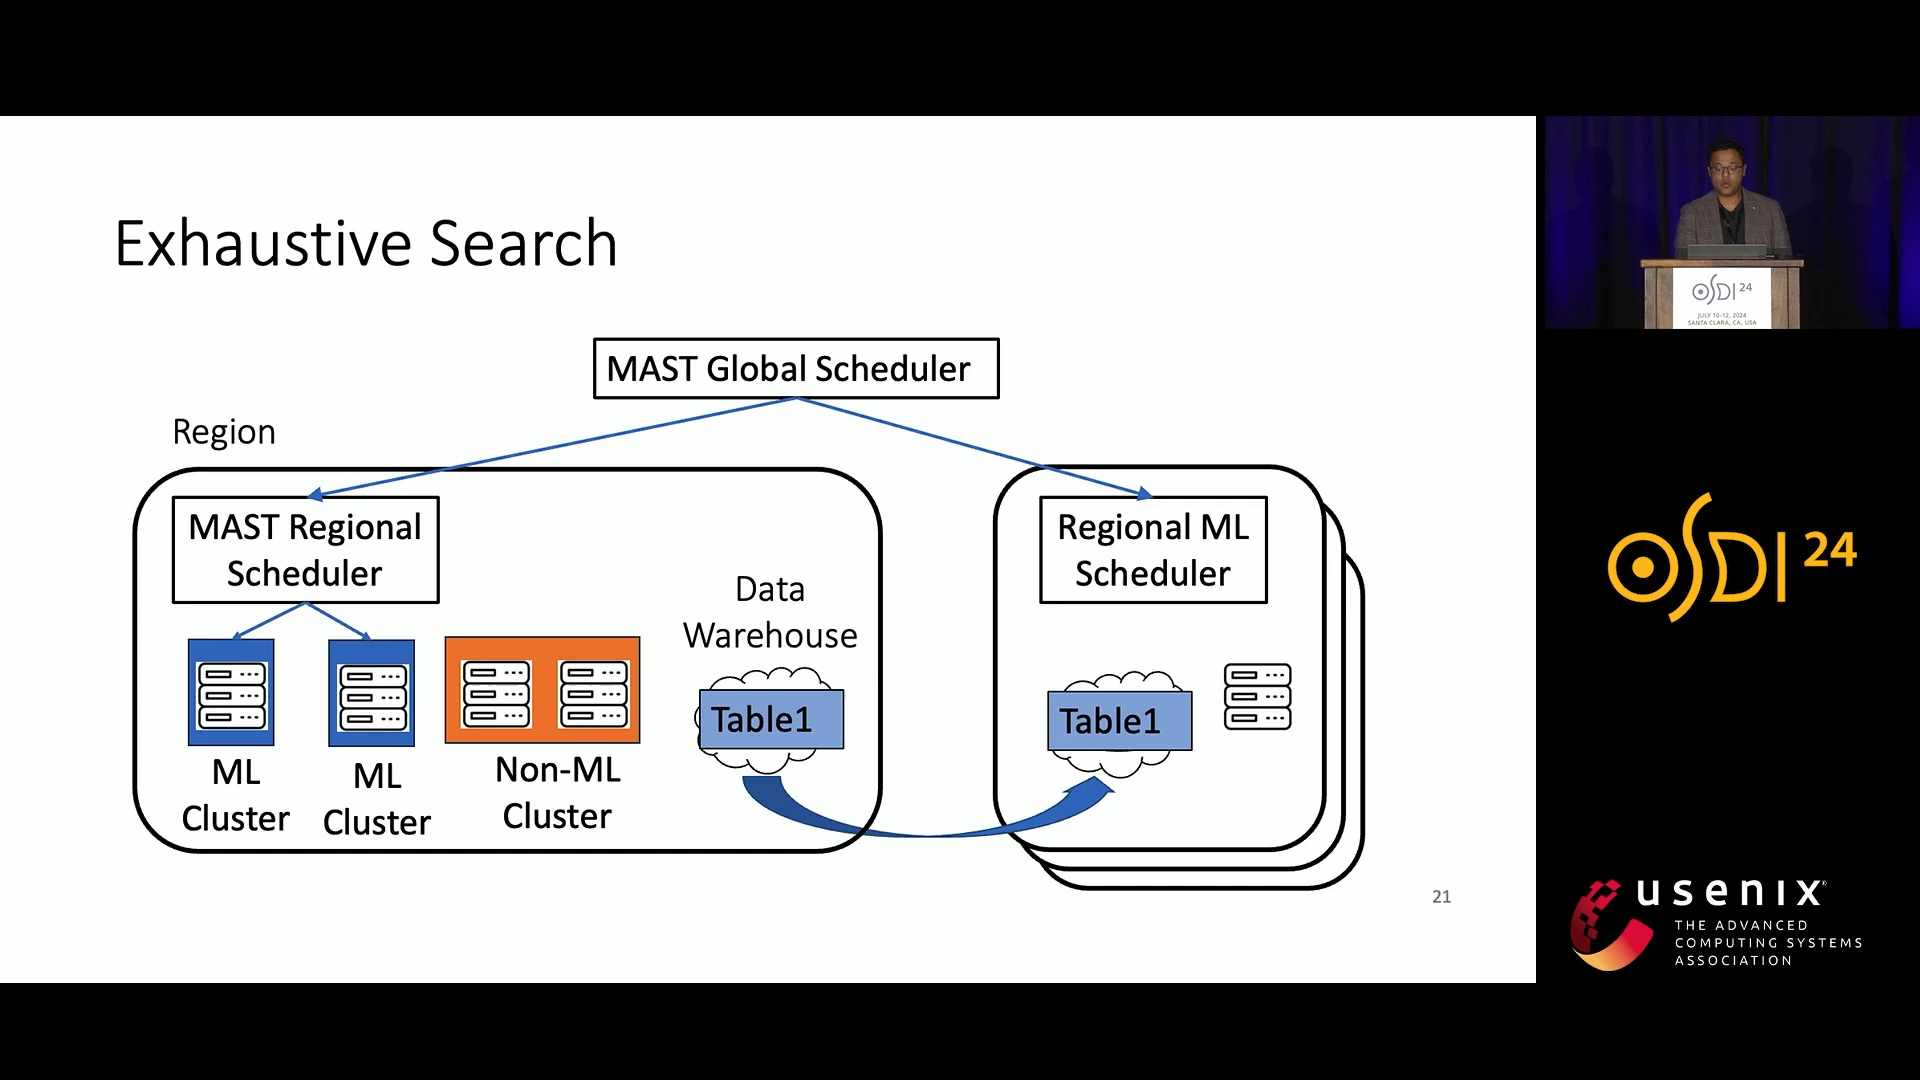 Exhaustive Search
MAST Global Scheduler
Region
MAST Regional
Scheduler
Data
Warehouse
Table1
ML
Cluster
ML
Cluster
Non-ML
Cluster
Regional ML
Scheduler
Table1
21
OSDI 24
JULY 10–12, 2024
SANTA CLARA, CA, USA
OSDI 24
usenix®
THE ADVANCED
COMPUTING SYSTEMS
ASSOCIATION